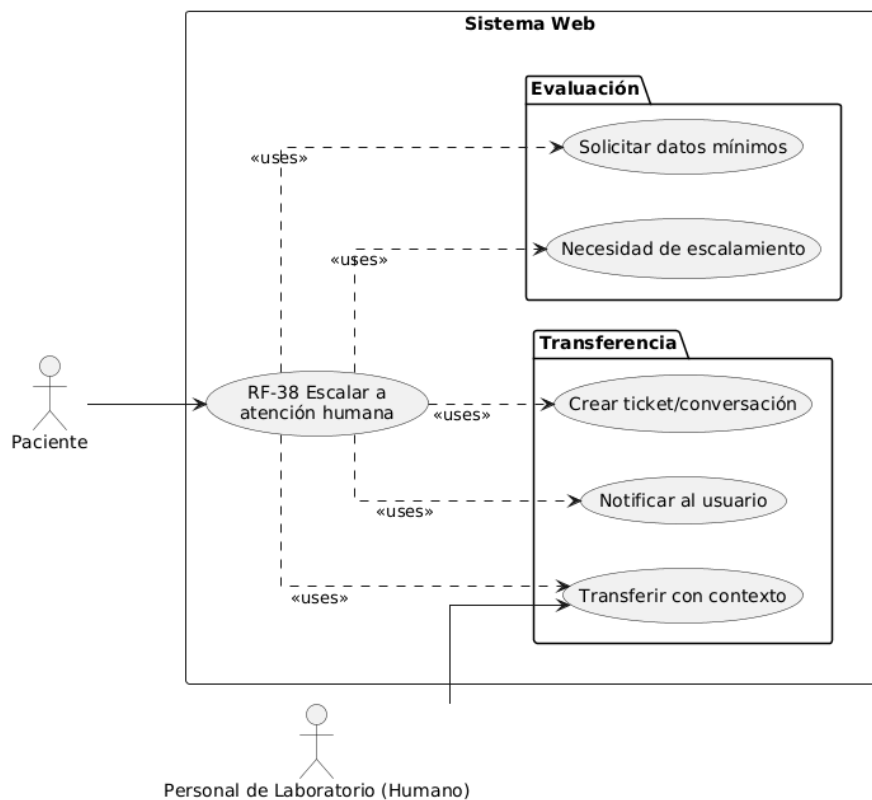 Sistema Web
Evaluación
Solicitar datos mínimos
«uses»
Necesidad de escalamiento
«uses»
Transferencia
Paciente
RF-38 Escalar a
atención humana
«uses»
Crear ticket/conversación
Notificar al usuario
«uses»
Transferir con contexto
«uses»
Personal de Laboratorio (Humano)